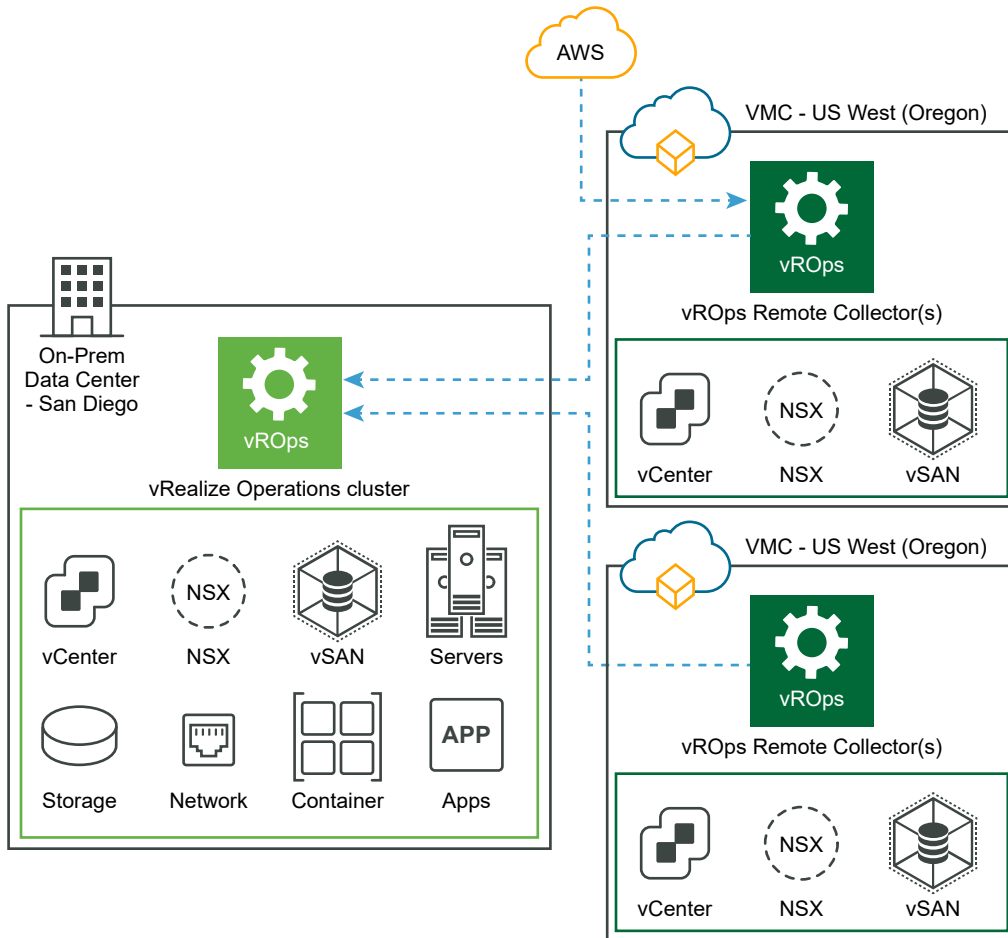 AWS
VMC - US West (Oregon)
vROps
vROps Remote Collector(s)
NSX
vCenter
NSX
vSAN
On-Prem
Data Center
- San Diego
vROps
vRealize Operations cluster
NSX
vCenter
NSX
vSAN
Servers
APP
Storage
Network
Container
Apps
VMC - US West (Oregon)
vROps
vROps Remote Collector(s)
NSX
vCenter
NSX
vSAN